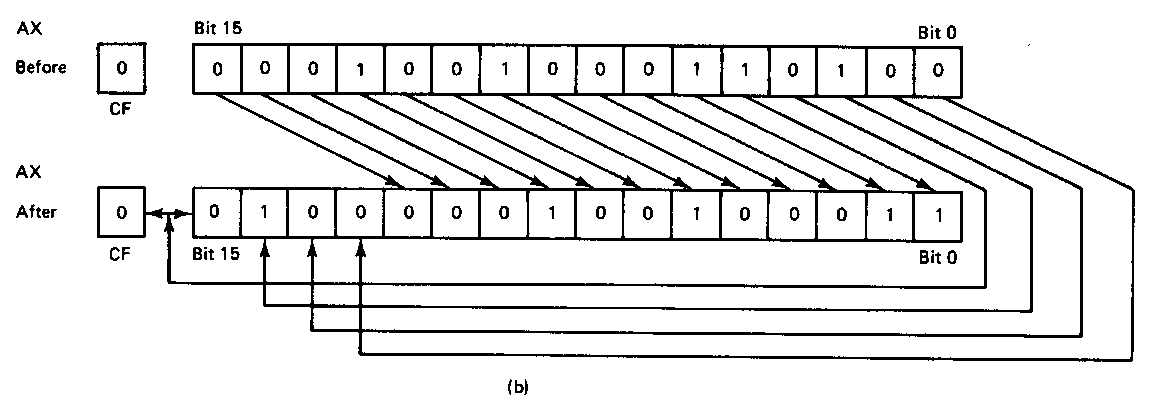 AX Bit 15 Bit 0
Before 0 0 0 0 1 0 0 1 0 0 0 1 1 0 1 0 0
CF
AX
After 0 0 1 0 0 0 0 0 1 0 0 1 0 0 0 1 1
CF Bit 15 Bit 0
(b)